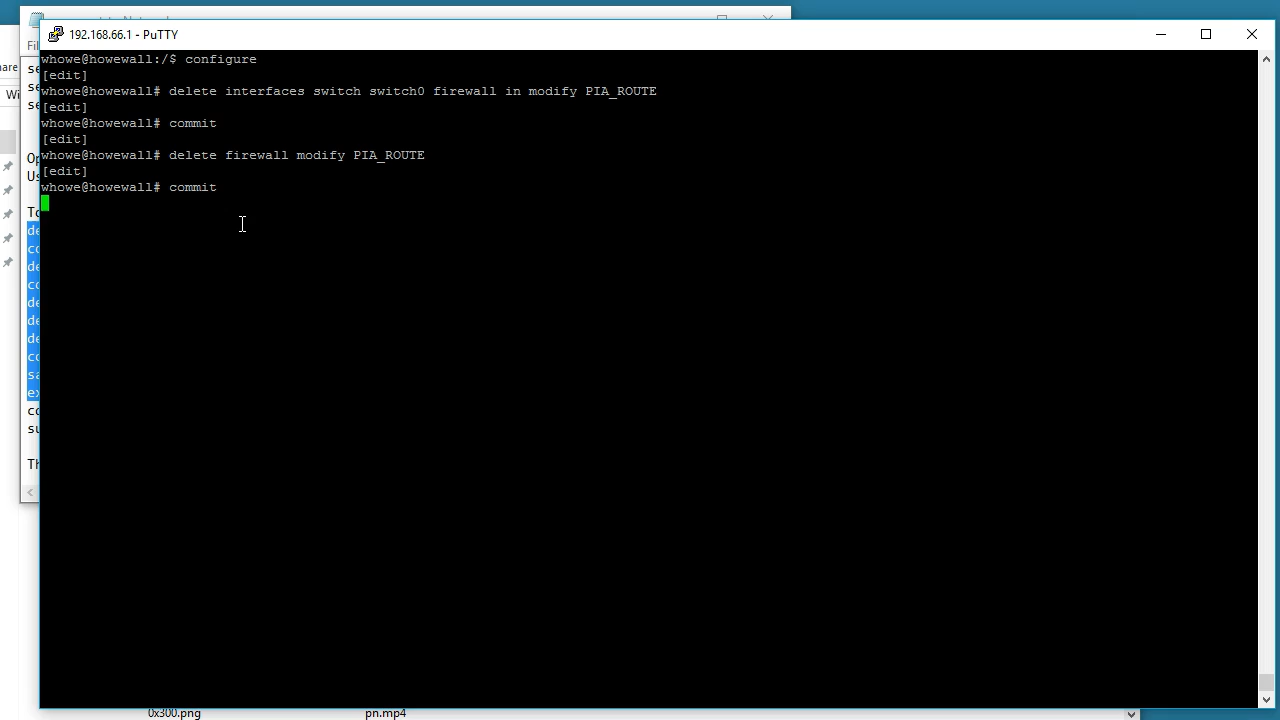 192.168.66.1 - PuTTY
whowe@howewall:/$ configure
[edit]
whowe@howewall# delete interfaces switch switch0 firewall in modify PIA_ROUTE
[edit]
whowe@howewall# commit
[edit]
whowe@howewall# delete firewall modify PIA_ROUTE
[edit]
whowe@howewall# commit
0x300.png
pn.mp4